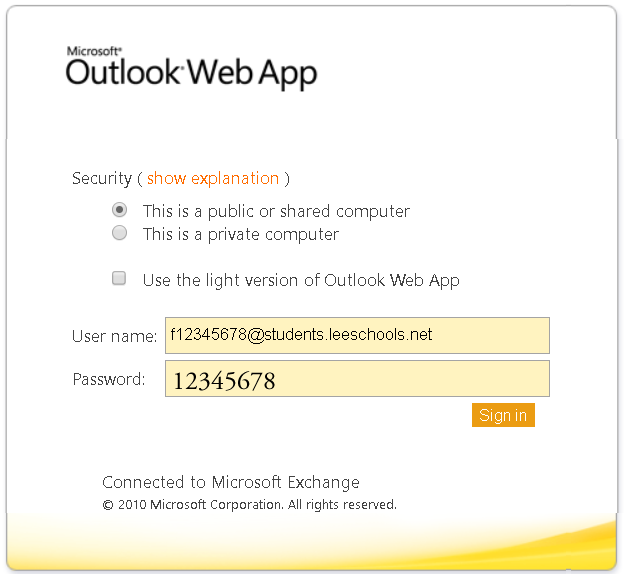 Microsoft®
Outlook® Web App
Security ( show explanation )
This is a public or shared computer
This is a private computer
Use the light version of Outlook Web App
User name: f12345678@students.leeschools.net
Password: 12345678
Sign in
Connected to Microsoft Exchange
© 2010 Microsoft Corporation. All rights reserved.